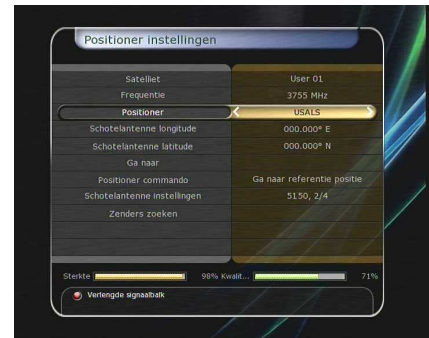 Positioner instellingen
Satelliet User 01
Frequentie 3755 MHz
Positioner USALS
Schotelantenne longitude 000.000° E
Schotelantenne latitude 000.000° N
Ga naar
Positioner commando Ga naar referentie positie
Schotelantenne instellingen 5150, 2/4
Zenders zoeken
Sterkte 98% Kwalit... 71%
Verlengde signaalbalk